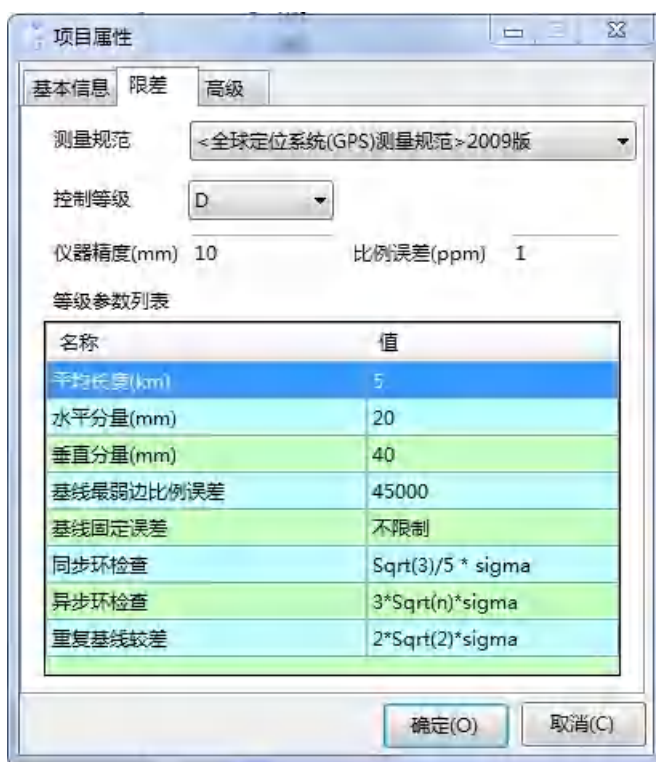 项目属性
基本信息 限差 高级
测量规范 <全球定位系统(GPS)测量规范>2009版
控制等级 D
仪器精度(mm) 10 比例误差(ppm) 1
等级参数列表
名称 值
平均长度(km) 5
水平分量(mm) 20
垂直分量(mm) 40
基线最弱边比例误差 45000
基线固定误差 不限制
同步环检查 Sqrt(3)/5 * sigma
异步环检查 3*Sqrt(n)*sigma
重复基线较差 2*Sqrt(2)*sigma
确定(O) 取消(C)